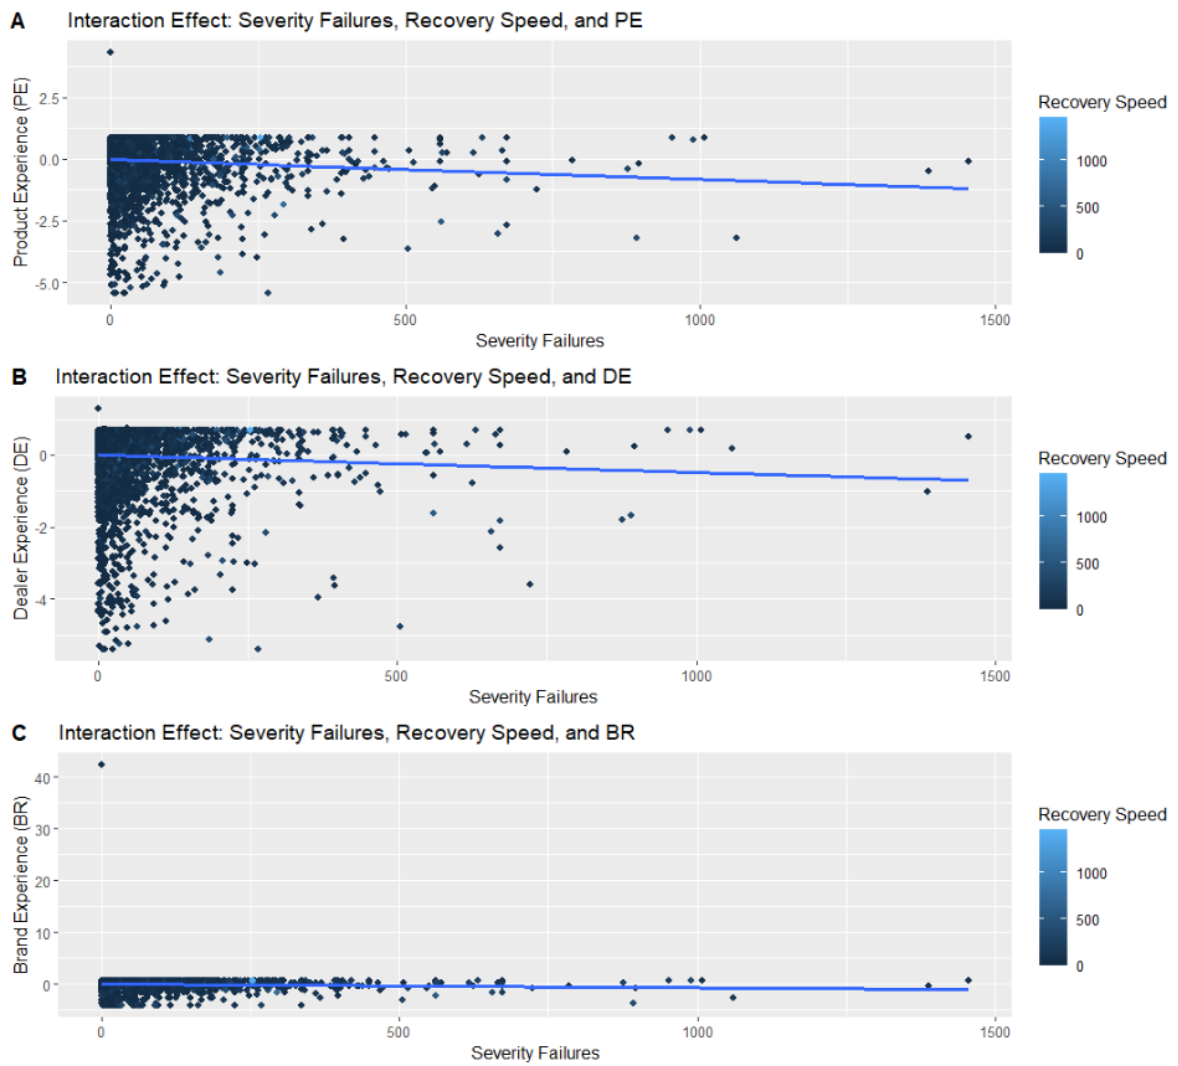 A Interaction Effect: Severity Failures, Recovery Speed, and PE
Product Experience (PE)
2.5
0.0
-2.5
-5.0
0 500 1000 1500
Severity Failures
Recovery Speed
1000
500
0
B Interaction Effect: Severity Failures, Recovery Speed, and DE
Dealer Experience (DE)
0
-2
-4
0 500 1000 1500
Severity Failures
Recovery Speed
1000
500
0
C Interaction Effect: Severity Failures, Recovery Speed, and BR
Brand Experience (BR)
40
30
20
10
0
0 500 1000 1500
Severity Failures
Recovery Speed
1000
500
0